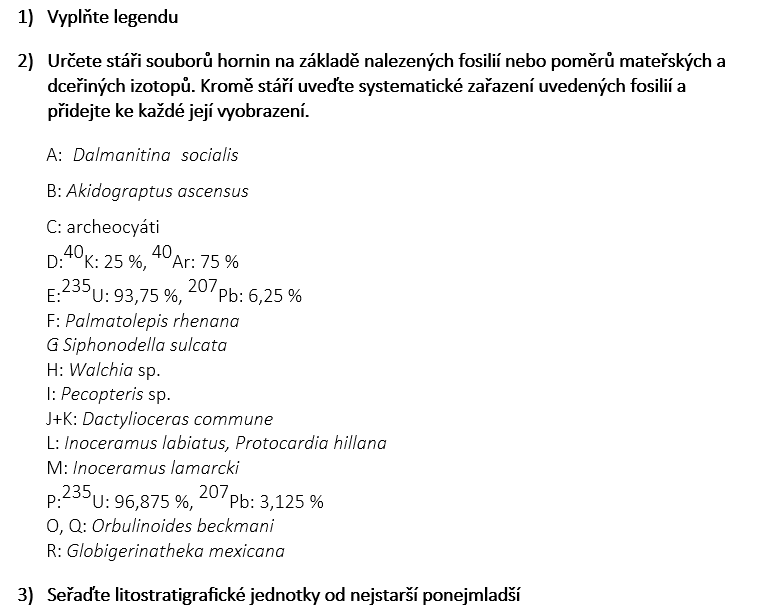 1) Vyplňte legendu
2) Určete stáři souborů hornin na základě nalezených fosilií nebo poměrů mateřských a
dceřiných izotopů. Kromě stáří uveďte systematické zařazení uvedených fosilií a
přidejte ke každé její vyobrazení.
A: Dalmanitina socialis
B: Akidograptus ascensus
C: archeocyáti
D:⁴⁰K: 25 %, ⁴⁰Ar: 75 %
E:²³⁵U: 93,75 %, ²⁰⁷Pb: 6,25 %
F: Palmatolepis rhenana
G Siphonodella sulcata
H: Walchia sp.
I: Pecopteris sp.
J+K: Dactylioceras commune
L: Inoceramus labiatus, Protocardia hillana
M: Inoceramus lamarcki
P:²³⁵U: 96,875 %, ²⁰⁷Pb: 3,125 %
O, Q: Orbulinoides beckmani
R: Globigerinatheka mexicana
3) Seřaďte litostratigrafické jednotky od nejstarší ponejmladší